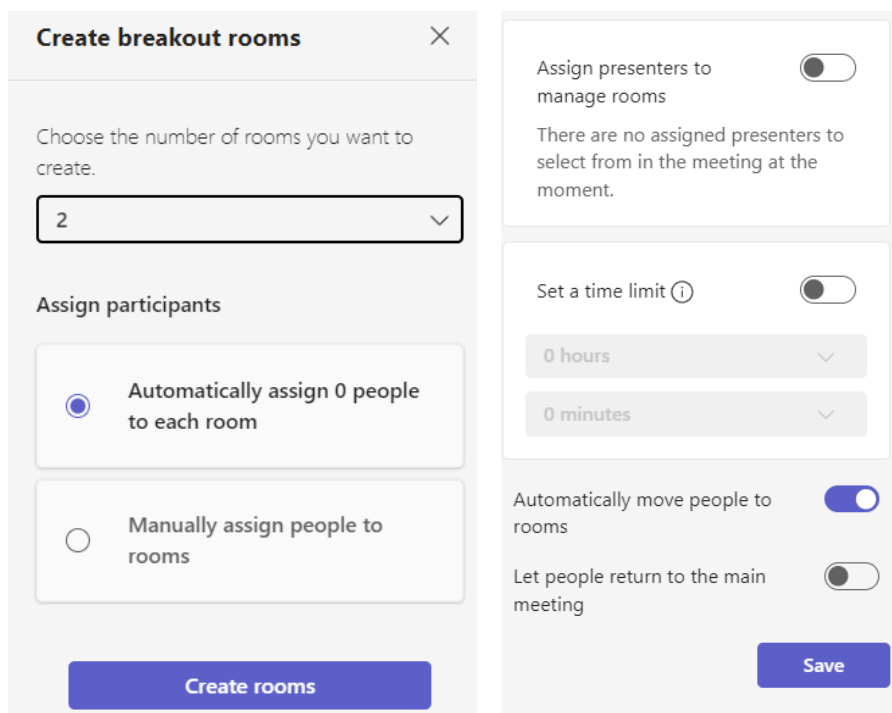 Create breakout rooms
Choose the number of rooms you want to
create.
2
Assign participants
Automatically assign 0 people
to each room
Manually assign people to
rooms
Create rooms
Assign presenters to
manage rooms
There are no assigned presenters to
select from in the meeting at the
moment.
Set a time limit
0 hours
0 minutes
Automatically move people to
rooms
Let people return to the main
meeting
Save